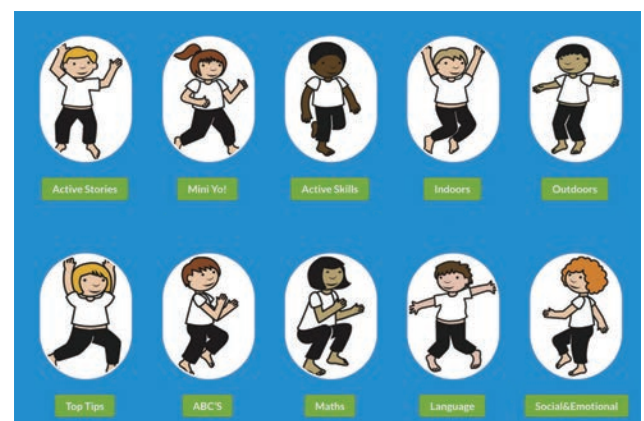 Active Stories
Mini Yo!
Active Skills
Indoors
Outdoors
Top Tips
ABC'S
Maths
Language
Social&Emotional